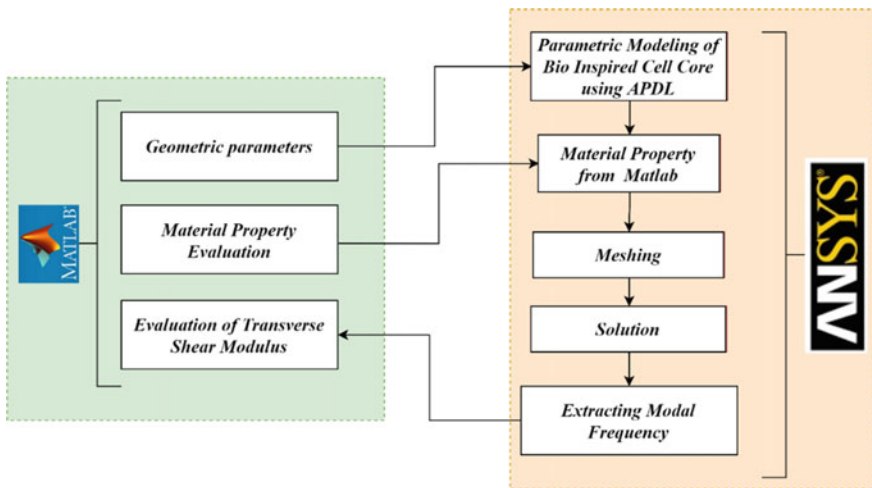 MATLAB®
Geometric parameters
Material Property
Evaluation
Evaluation of Transverse
Shear Modulus
Parametric Modeling of
Bio Inspired Cell Core
using APDL
Material Property
from Matlab
Meshing
Solution
Extracting Modal
Frequency
ANSYS®